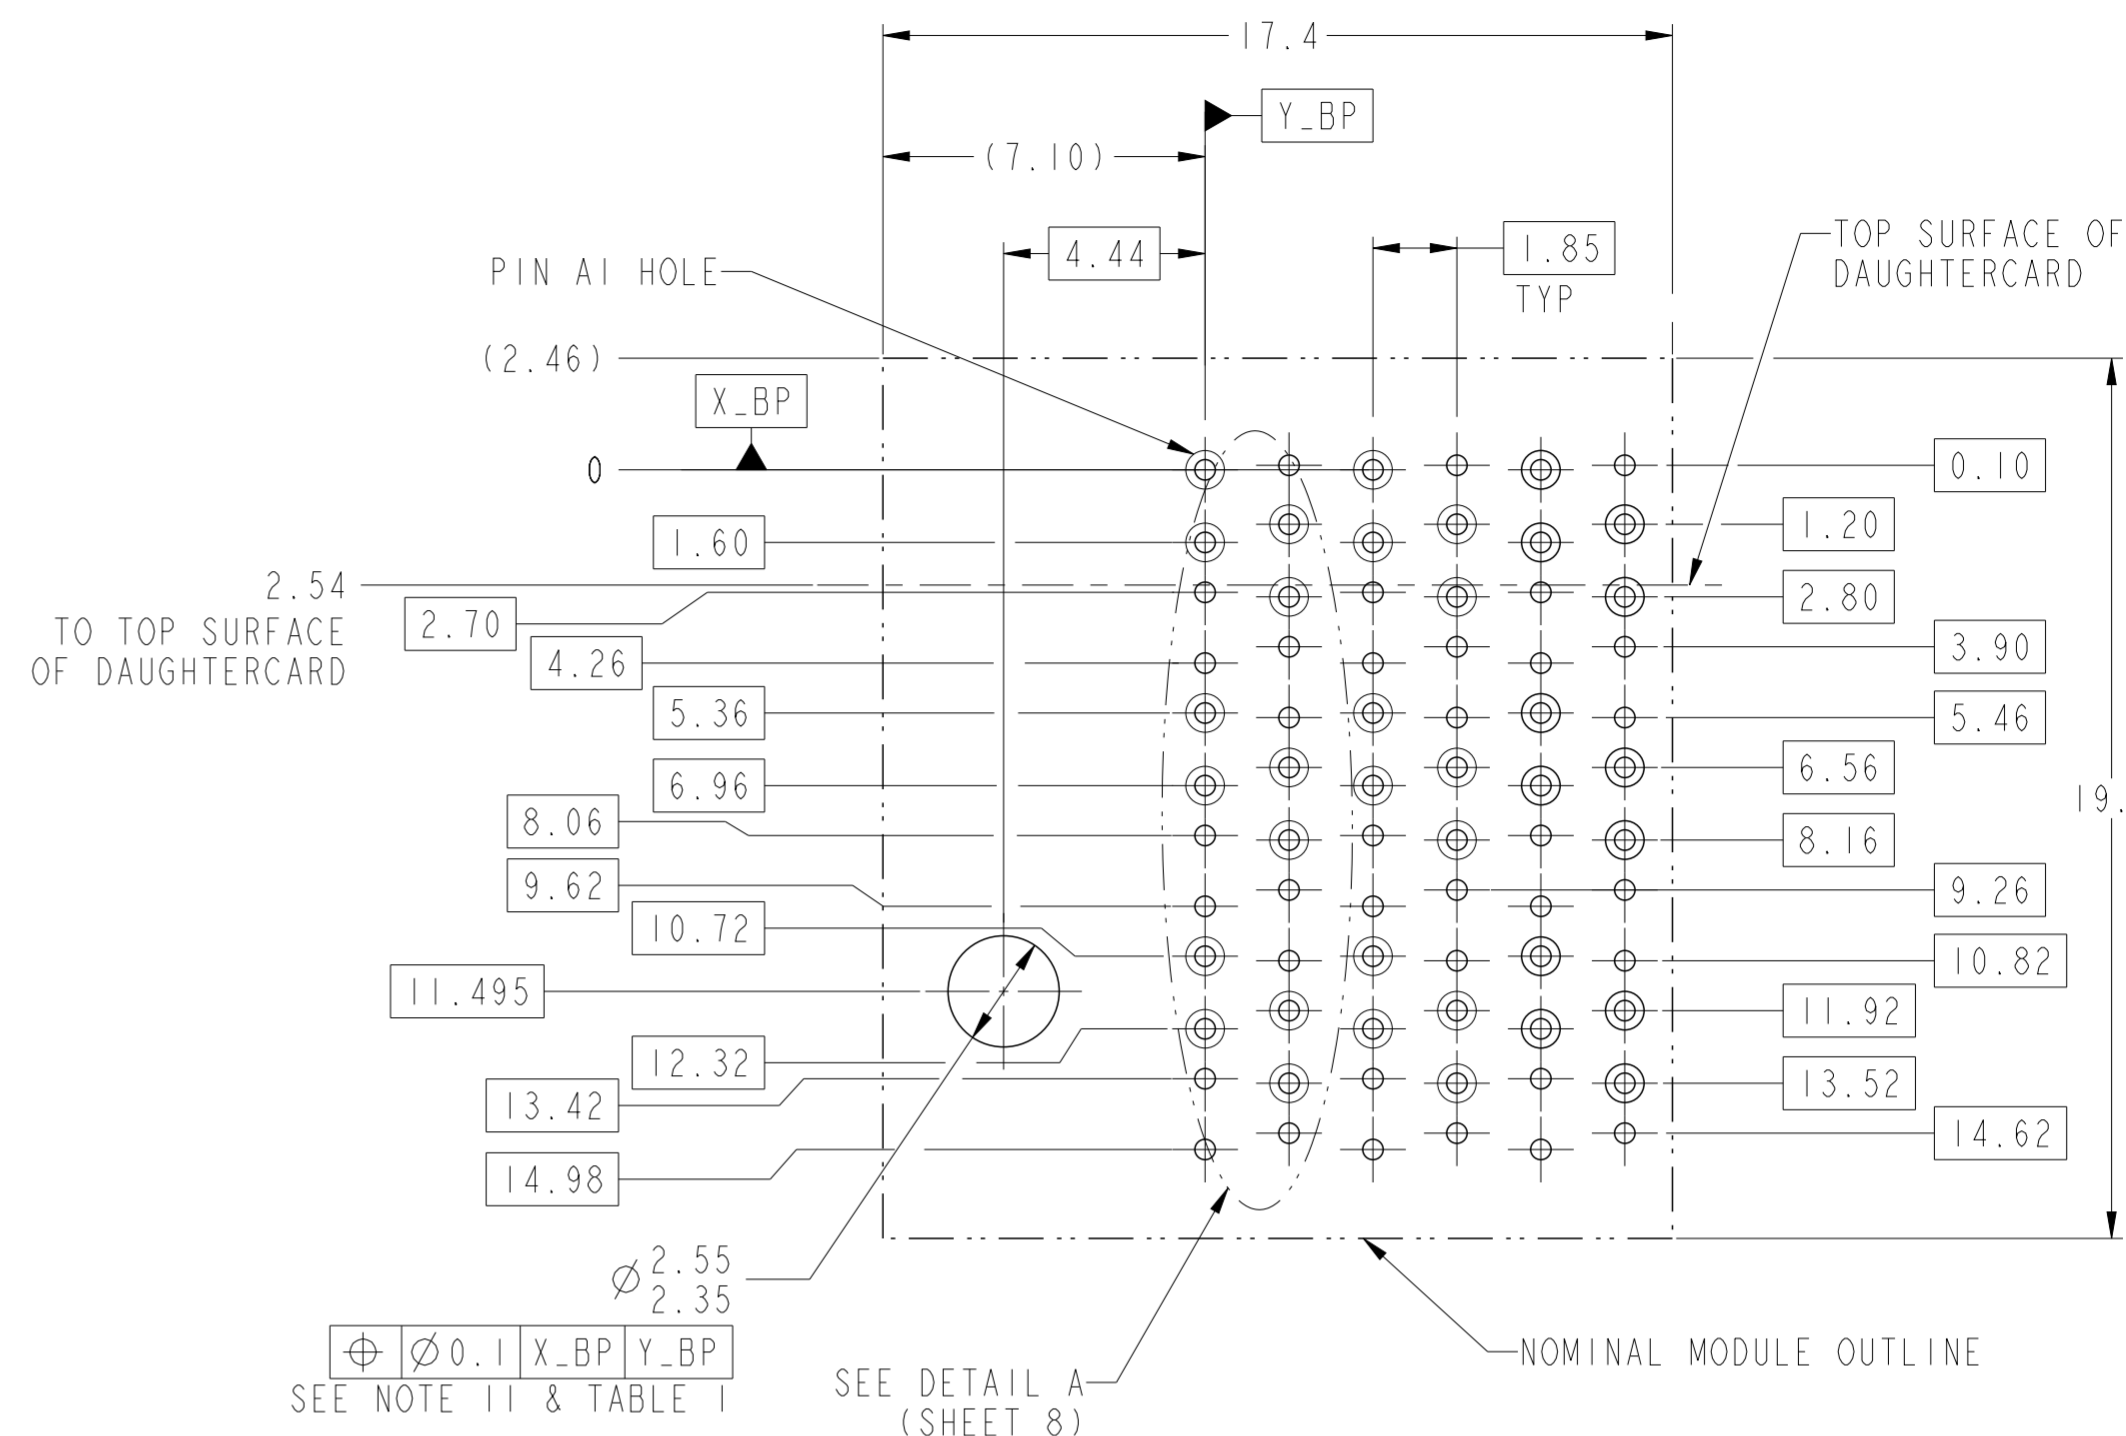 17.4
Y_BP
(7.10)
4.44
1.85
TYP
TOP SURFACE OF
DAUGHTERCARD
PIN A1 HOLE
(2.46)
X_BP
0
0.10
1.20
1.60
2.54
TO TOP SURFACE
OF DAUGHTERCARD
2.70
2.80
4.26
3.90
5.36
5.46
6.96
6.56
19.
8.06
8.16
9.62
9.26
10.72
10.82
11.495
11.92
12.32
13.42
13.52
14.62
14.98
Ø 2.55
2.35
⌖ Ø0.1 X_BP Y_BP
SEE NOTE 11 & TABLE 1
SEE DETAIL A
(SHEET 8)
NOMINAL MODULE OUTLINE